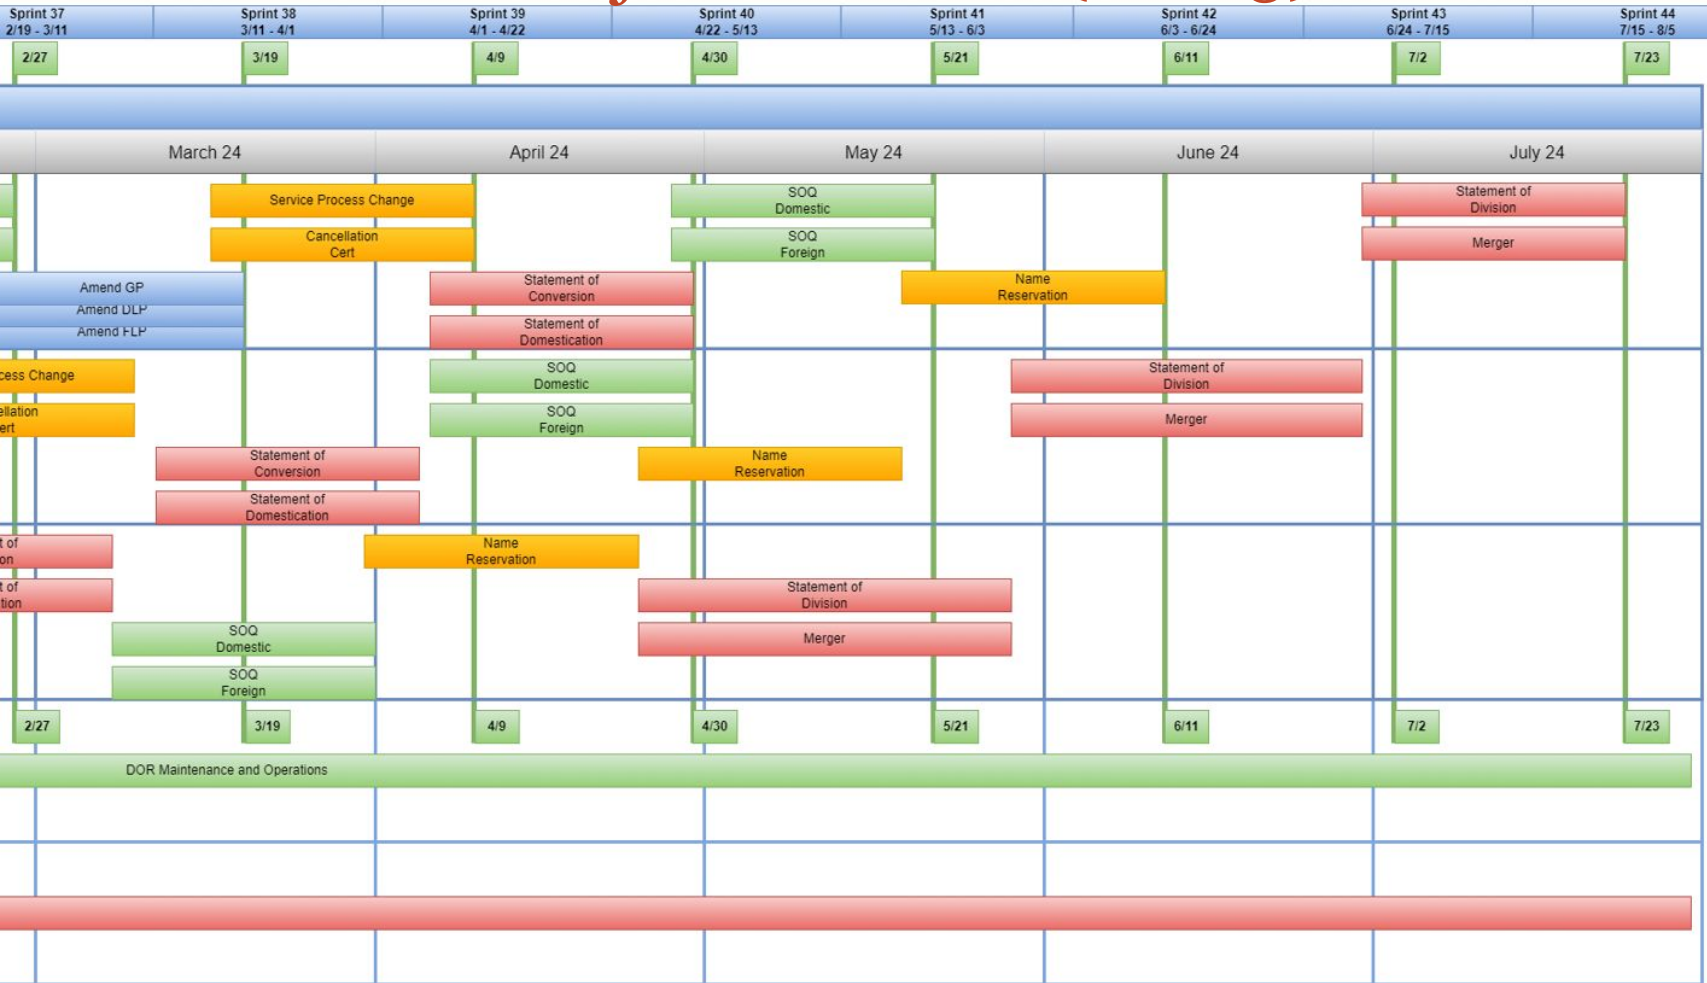 Sprint 37
2/19 - 3/11
Sprint 38
3/11 - 4/1
Sprint 39
4/1 - 4/22
Sprint 40
4/22 - 5/13
Sprint 41
5/13 - 6/3
Sprint 42
6/3 - 6/24
Sprint 43
6/24 - 7/15
Sprint 44
7/15 - 8/5
2/27
3/19
4/9
4/30
5/21
6/11
7/2
7/23
March 24
April 24
May 24
June 24
July 24
Service Process Change
SOQ
Domestic
Statement of
Division
Cancellation
Cert
SOQ
Foreign
Merger
Amend GP
Statement of
Conversion
Name
Reservation
Amend DLP
Amend FLP
Statement of
Domestication
cess Change
SOQ
Domestic
Statement of
Division
ellation
ert
SOQ
Foreign
Merger
Statement of
Conversion
Name
Reservation
Statement of
Domestication
t of
on
Name
Reservation
t of
tion
Statement of
Division
SOQ
Domestic
Merger
SOQ
Foreign
2/27
3/19
4/9
4/30
5/21
6/11
7/2
7/23
DOR Maintenance and Operations